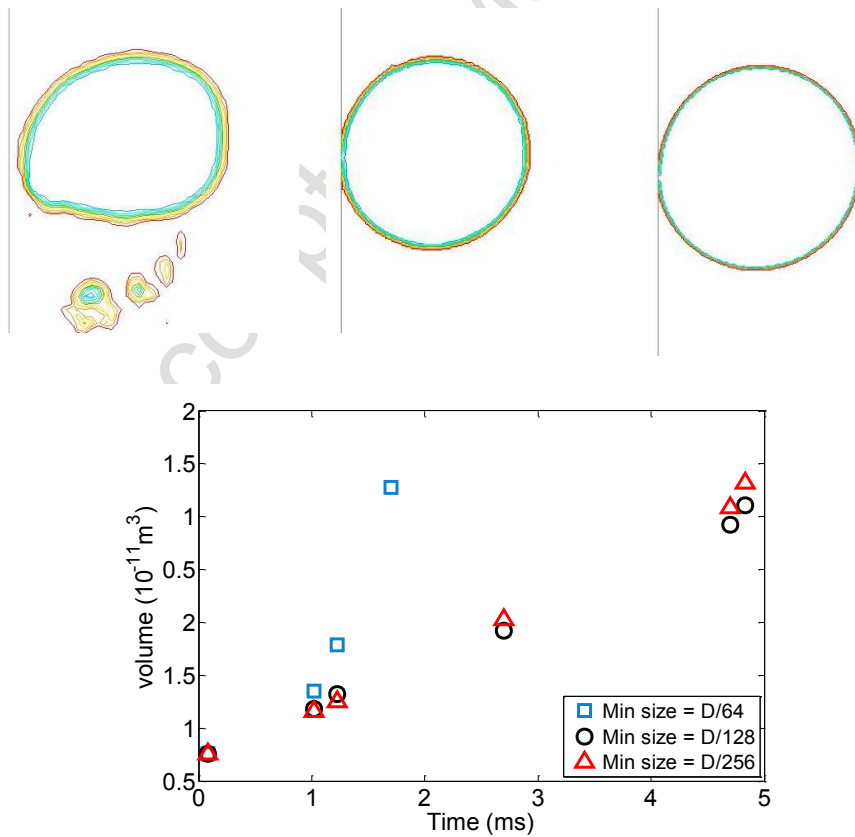 2
1.5
1
0.5
2
1.5
1
0.5
volume (10⁻¹¹m³)
0
1
2
3
4
5
Time (ms)
Min size = D/64
Min size = D/128
Min size = D/256